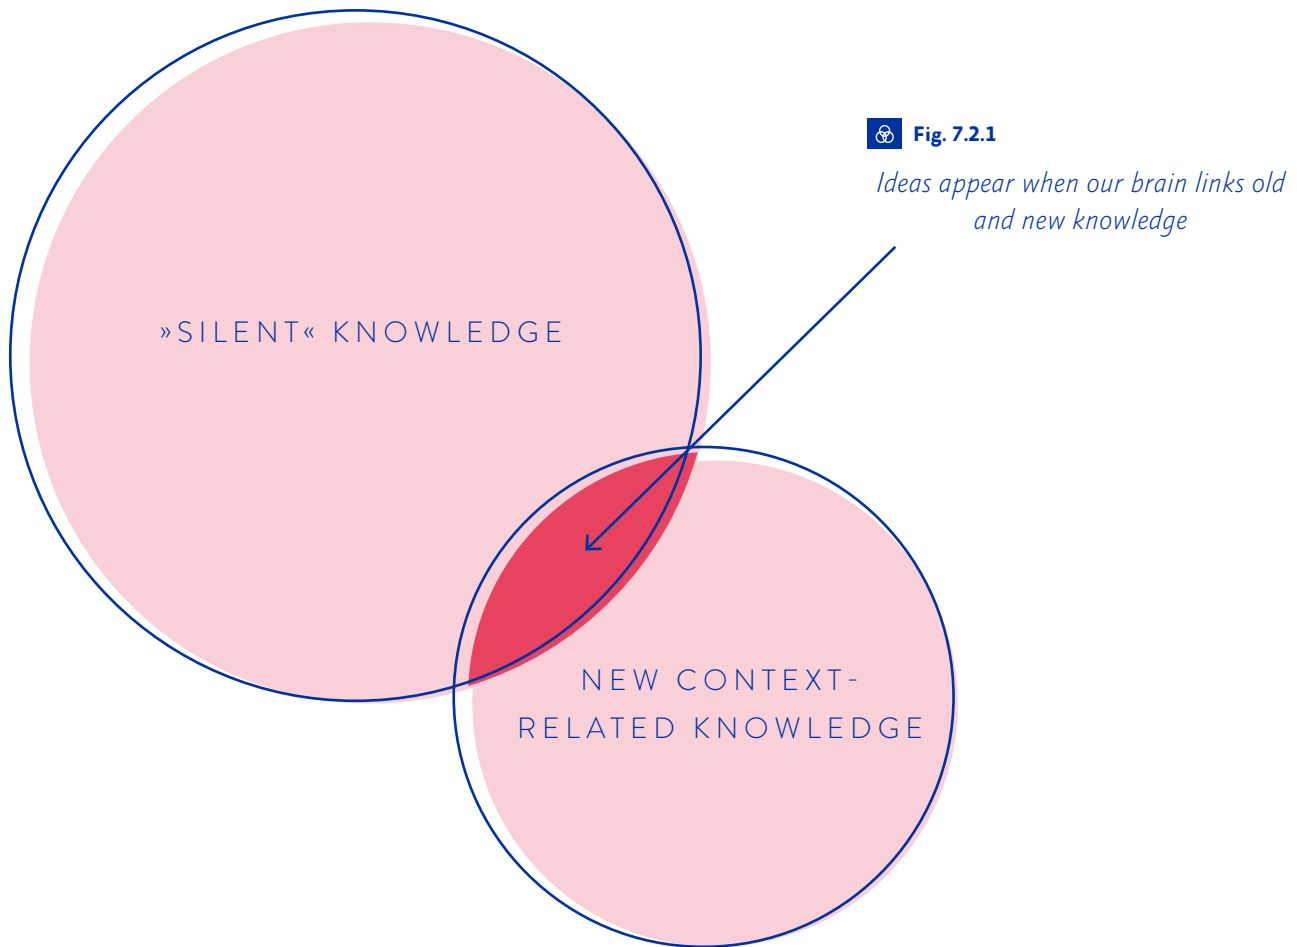 Fig. 7.2.1
Ideas appear when our brain links old
and new knowledge
»SILENT« KNOWLEDGE
NEW CONTEXT-
RELATED KNOWLEDGE